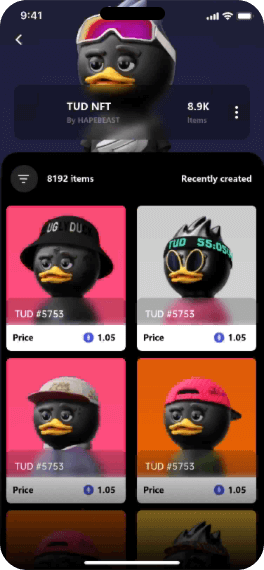 9:41
TUD NFT
8.9K
By HAPEBEAST
Items
8192 items
Recently created
UG DU
TUD 55:05
TUD #5753
TUD #5753
Price
1.05
Price
1.05
TUD #5753
TUD #5753
Price
1.05
Price
1.05